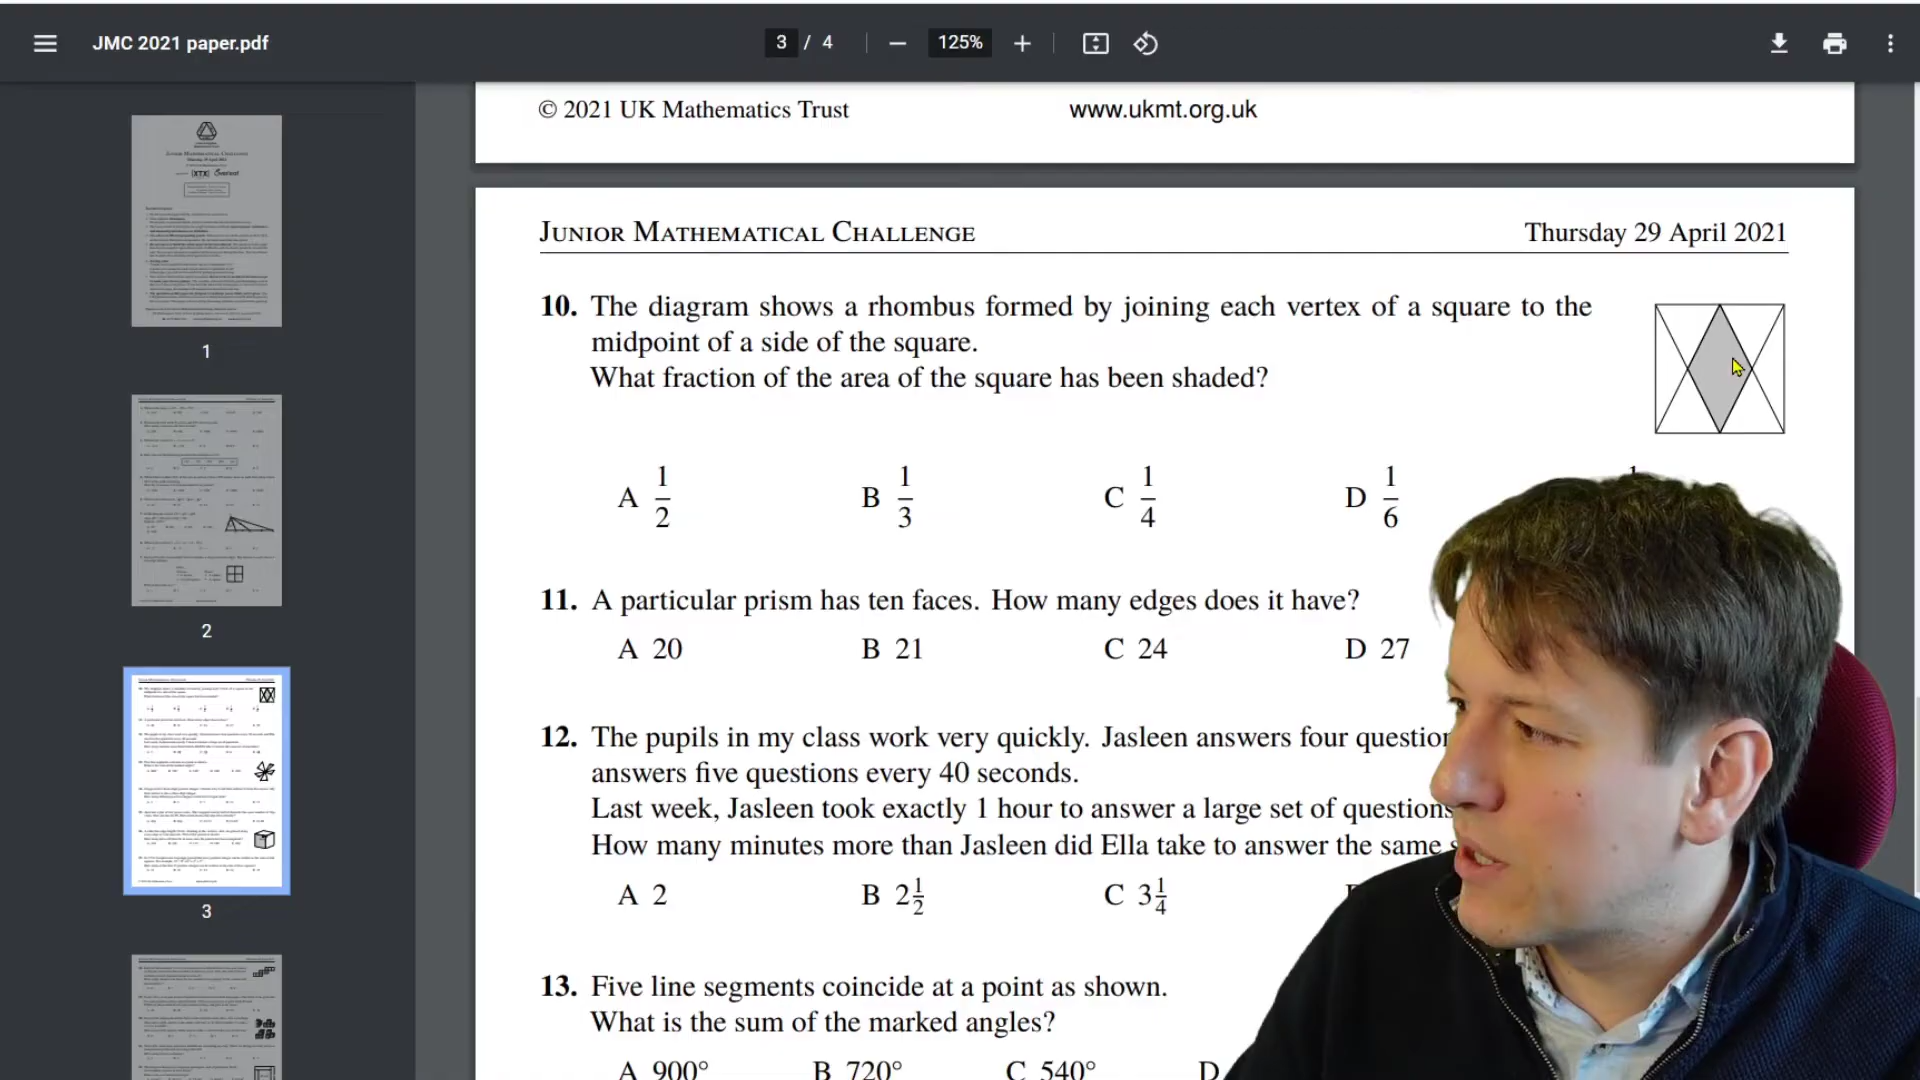 JMC 2021 paper.pdf
3 / 4
125%
© 2021 UK Mathematics Trust
www.ukmt.org.uk
JUNIOR MATHEMATICAL CHALLENGE
Thursday 29 April 2021
10. The diagram shows a rhombus formed by joining each vertex of a square to the
midpoint of a side of the square.
What fraction of the area of the square has been shaded?
A 1/2 B 1/3 C 1/4 D 1/6
11. A particular prism has ten faces. How many edges does it have?
A 20 B 21 C 24 D 27
12. The pupils in my class work very quickly. Jasleen answers four
answers five questions every 40 seconds.
Last week, Jasleen took exactly 1 hour to answer a large set of questions
How many minutes more than Jasleen did Ella take to answer the same
A 2 B 2 1/2 C 3 1/4
13. Five line segments coincide at a point as shown.
What is the sum of the marked angles?
A 900° B 720° C 540° D
1
2
3